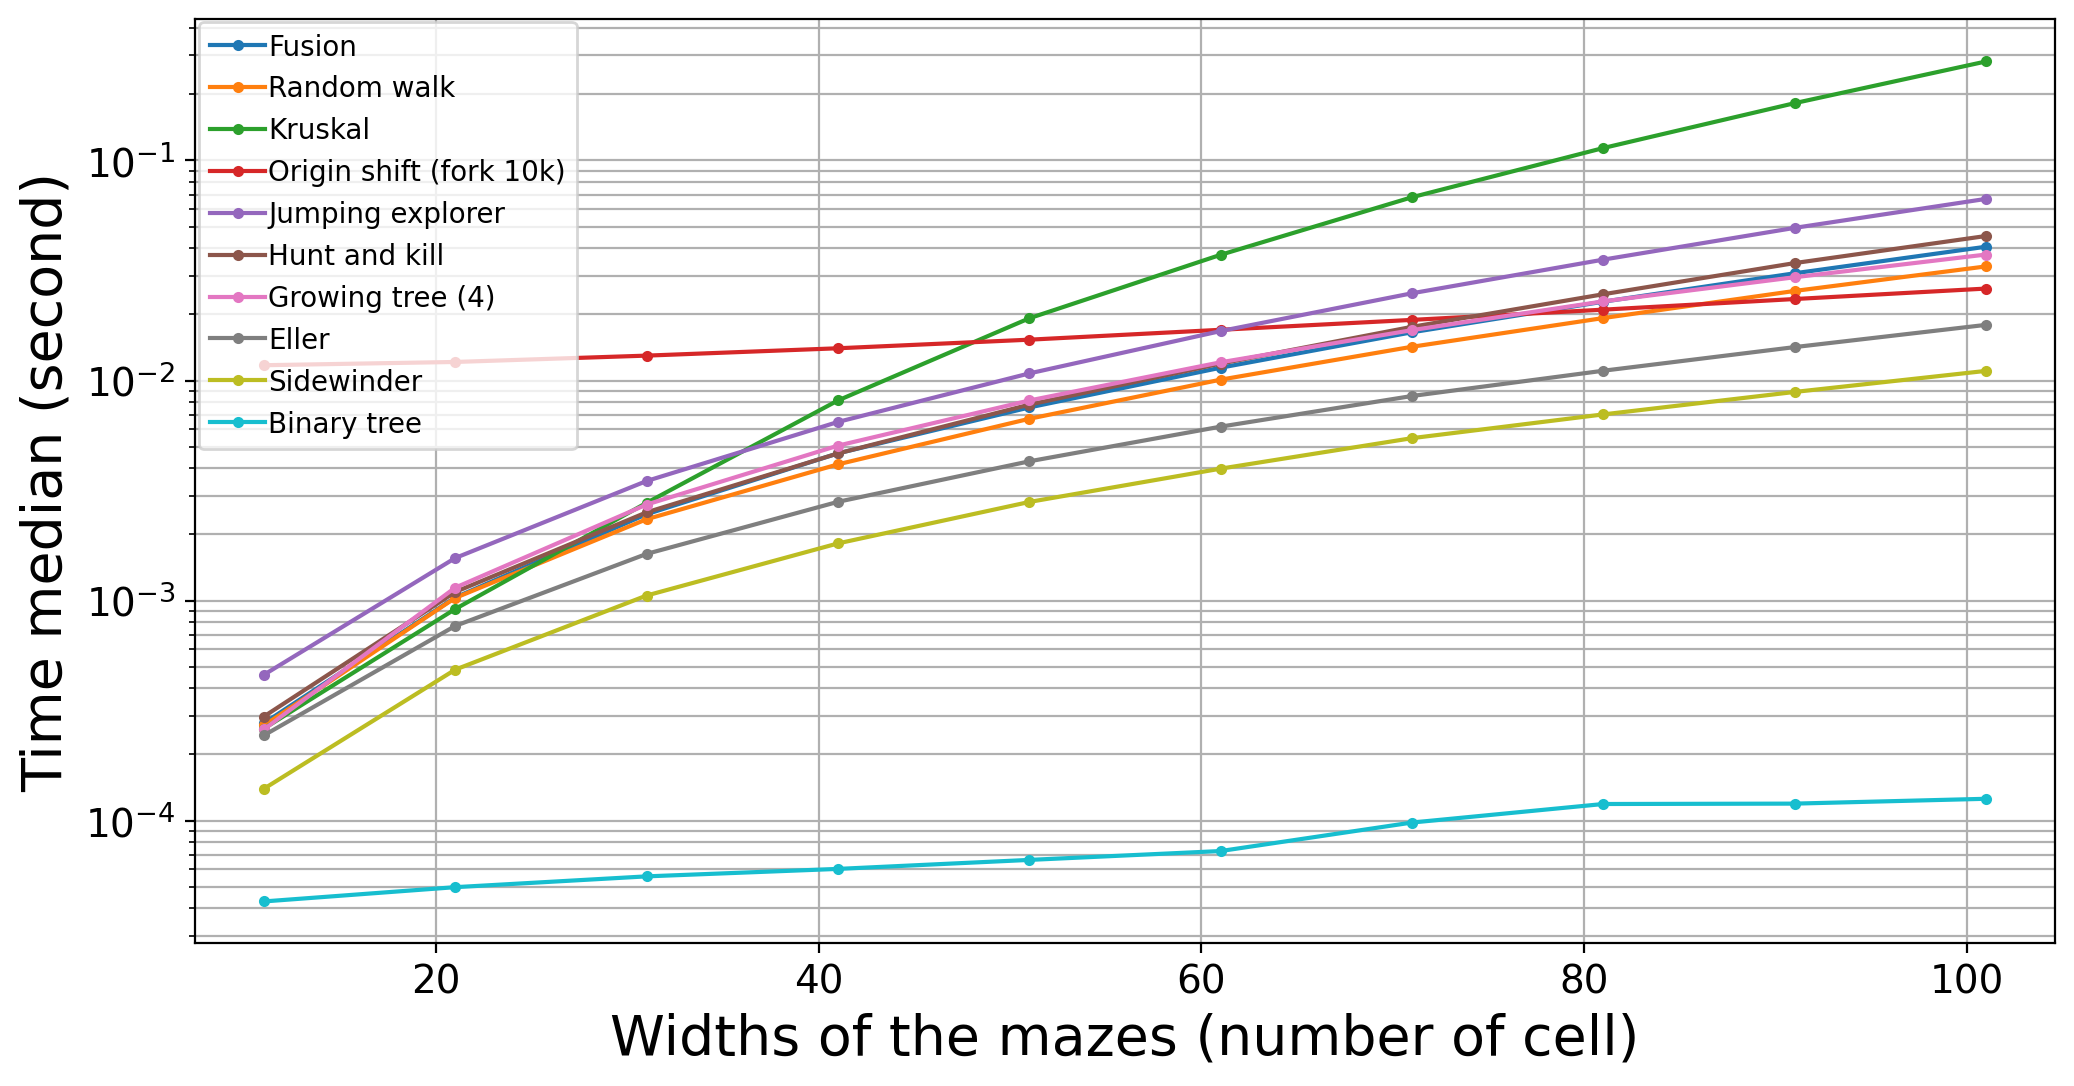 Fusion
Random walk
Kruskal
Origin shift (fork 10k)
Jumping explorer
Hunt and kill
Growing tree (4)
Eller
Sidewinder
Binary tree
Time median (second)
10⁻¹
10⁻²
10⁻³
10⁻⁴
20 40 60 80 100
Widths of the mazes (number of cell)